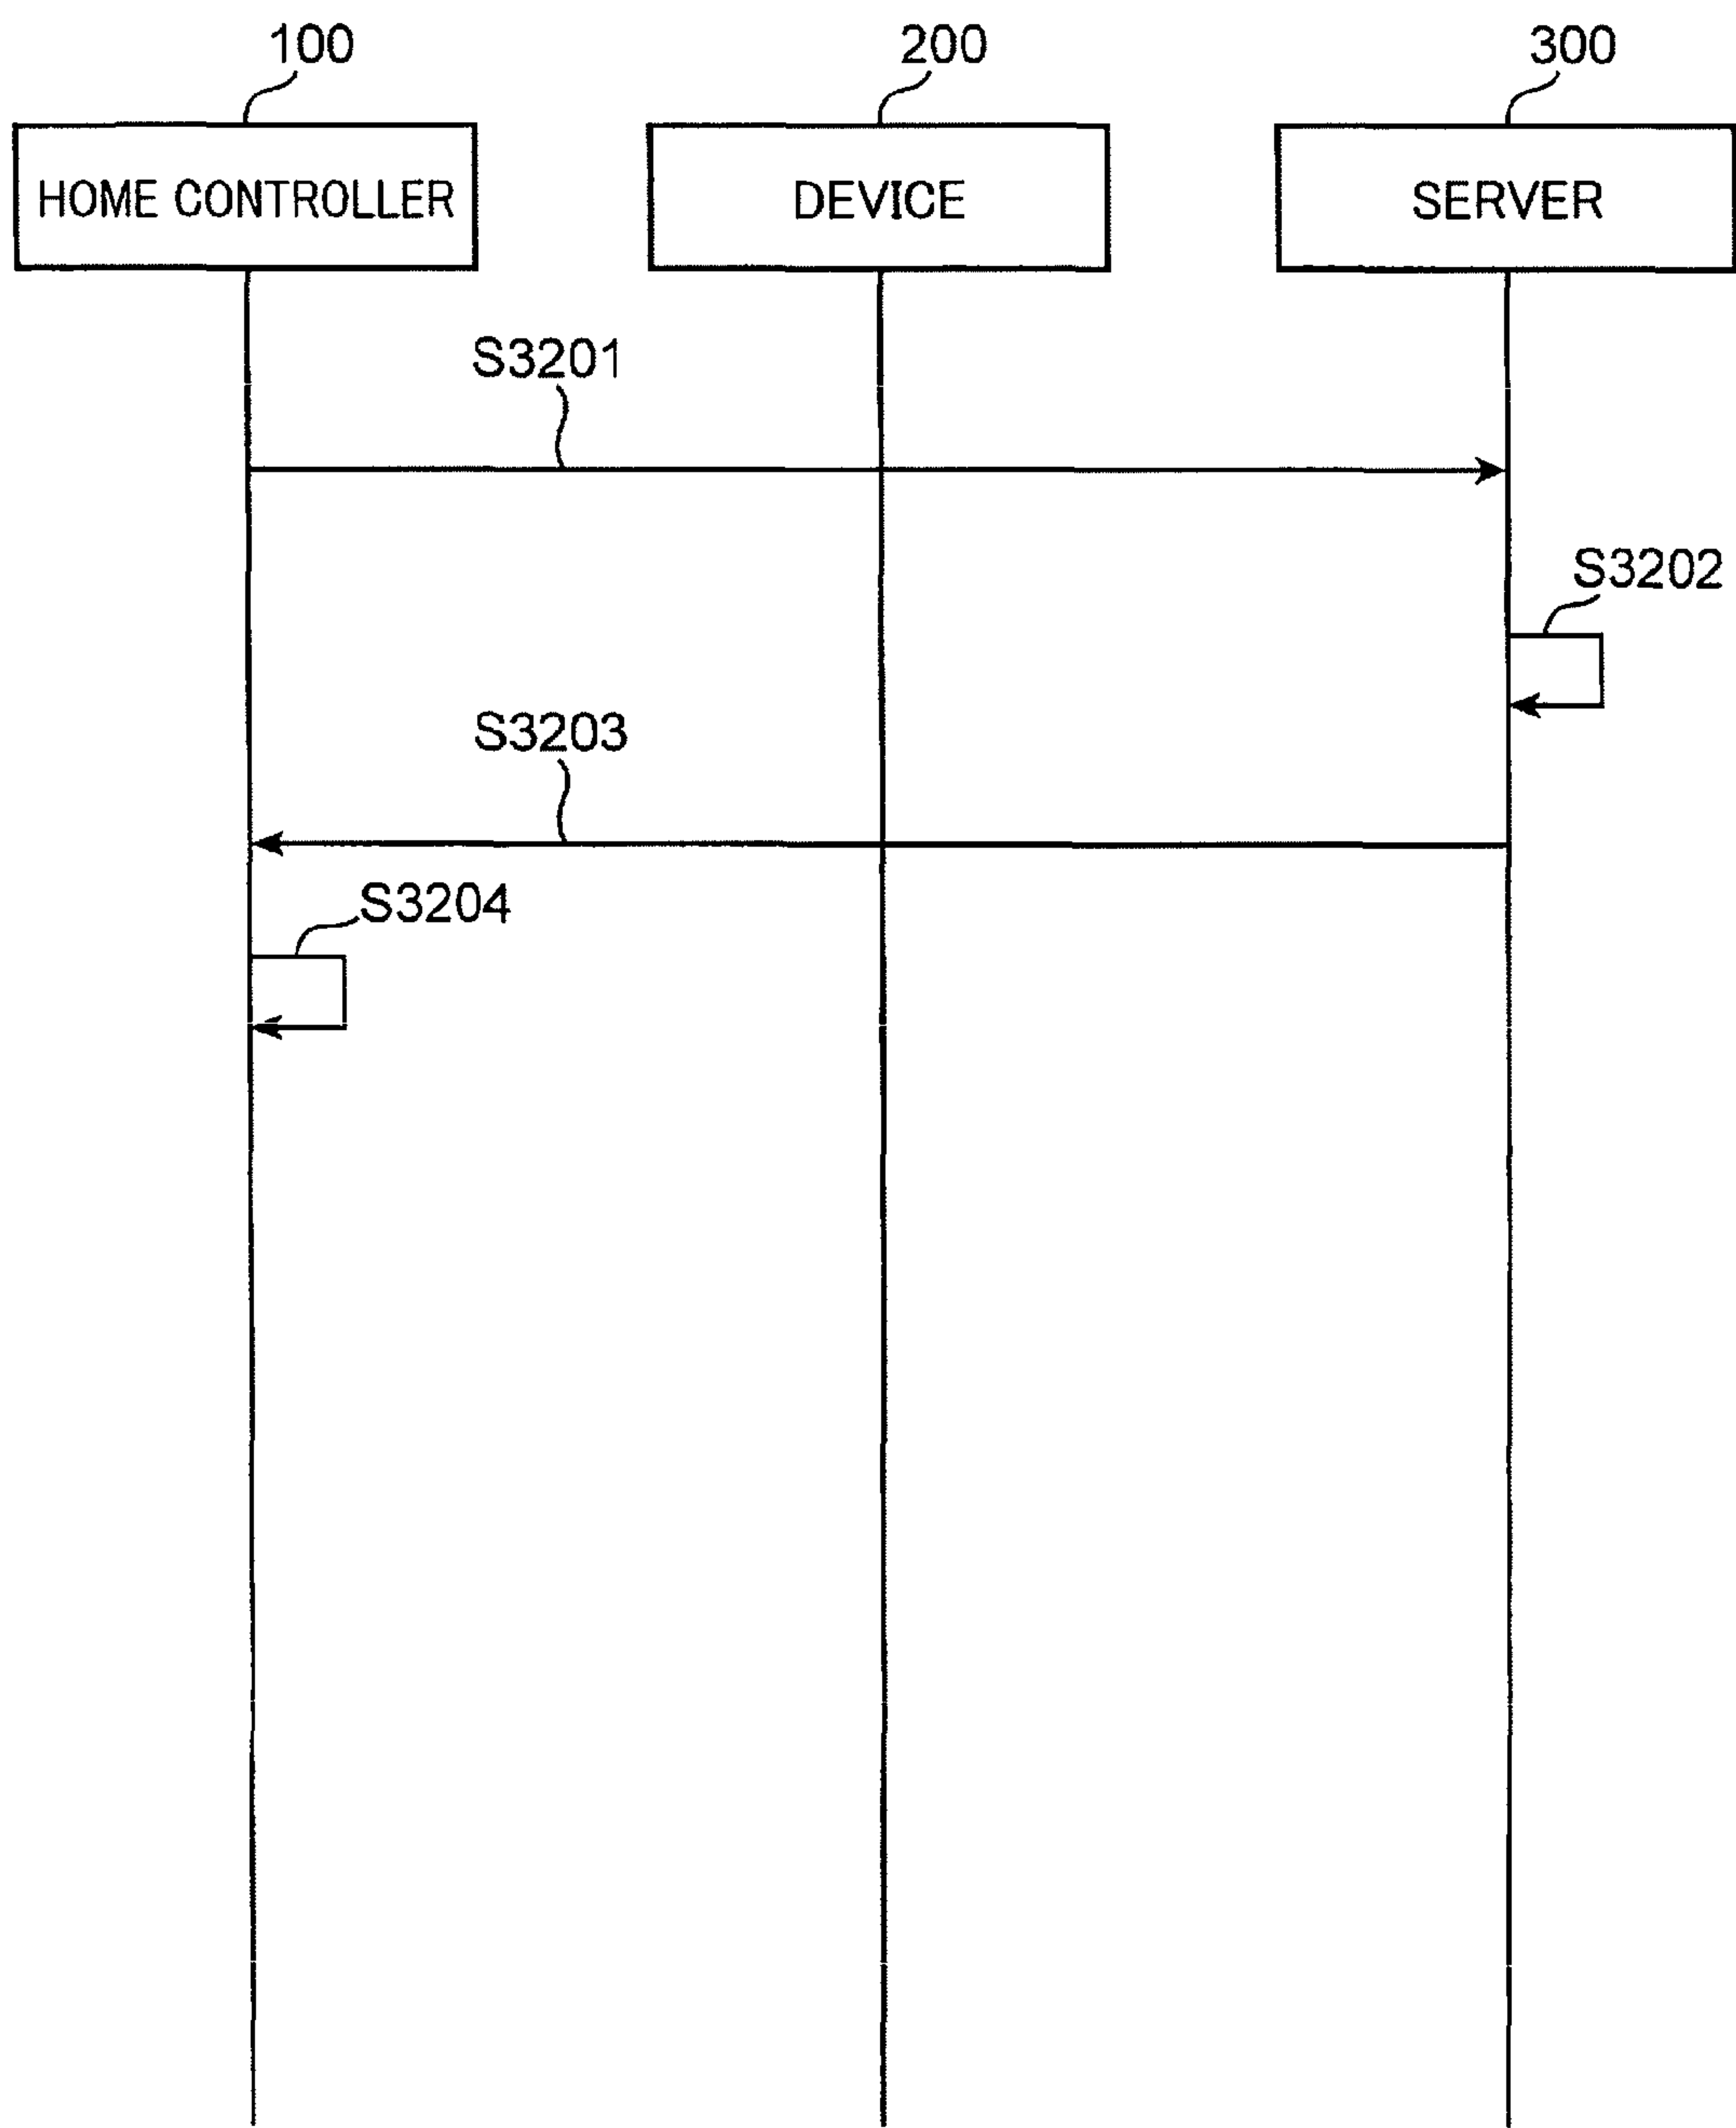 100
200
300
HOME CONTROLLER
DEVICE
SERVER
S3201
S3202
S3203
S3204